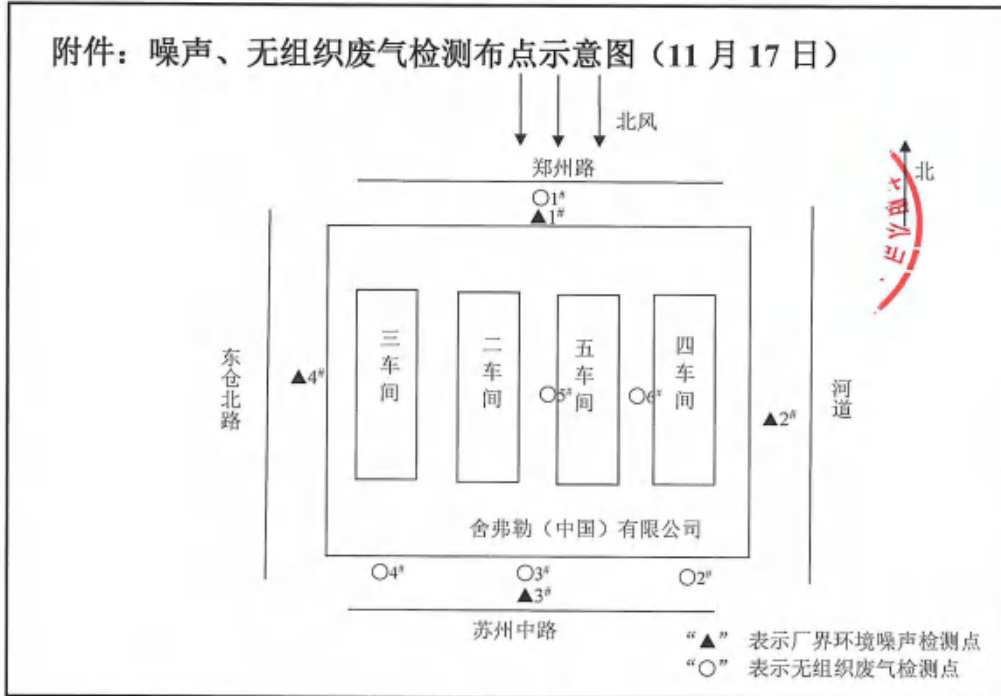 附件：噪声、无组织废气检测布点示意图（11 月 17 日）
北风
郑州路
北
○1#
▲1#
三车间
二车间
五车间
四车间
东仓北路
▲4#
○5#
○6#
▲2#
河道
舍弗勒（中国）有限公司
○4#
○3#
○2#
▲3#
苏州中路
“▲” 表示厂界环境噪声检测点
“○” 表示无组织废气检测点